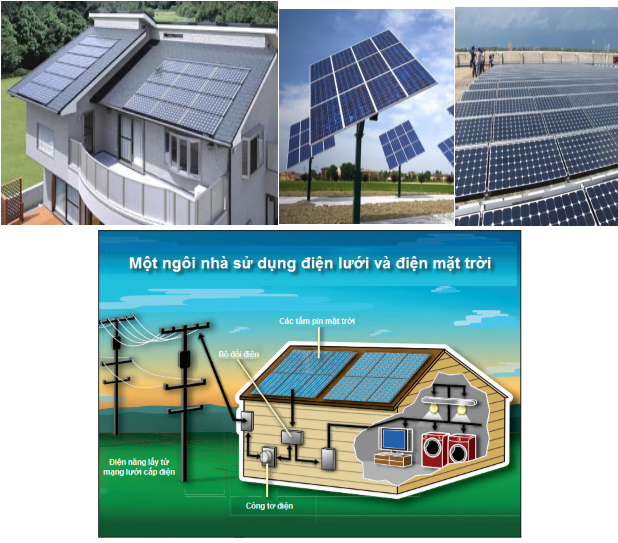 Một ngôi nhà sử dụng điện lưới và điện mặt trời
Các tấm pin mặt trời
Bộ đổi điện
Điện năng lấy từ
mạng lưới cấp điện
Công tơ điện